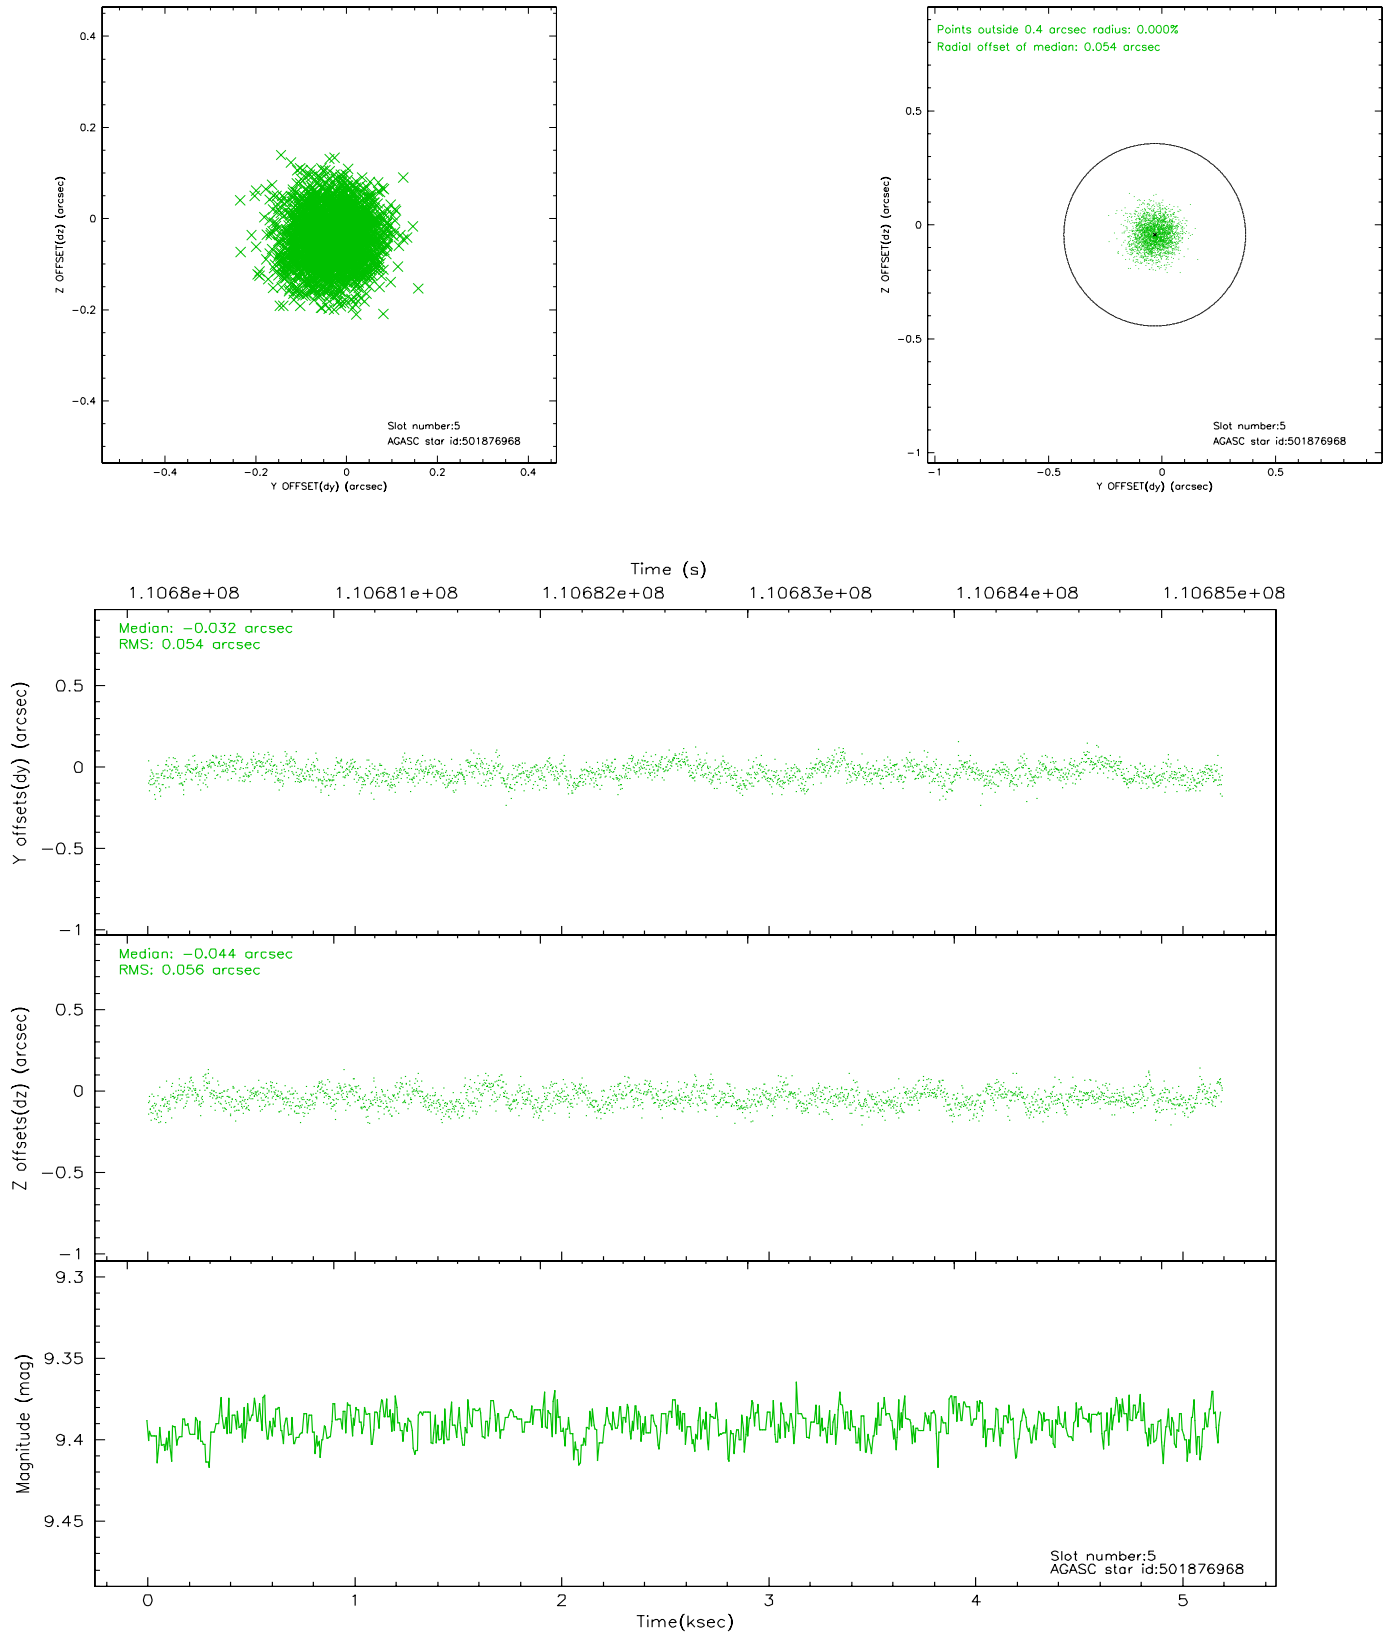 0.4
0.2
0
−0.2
−0.4
Z OFFSET(dz) (arcsec)
Slot number:5
AGASC star id:501876968
−0.4 −0.2 0 0.2 0.4
Y OFFSET(dy) (arcsec)
Points outside 0.4 arcsec radius: 0.000%
Radial offset of median: 0.054 arcsec
0.5
0
−0.5
−1
Z OFFSET(dz) (arcsec)
Slot number:5
AGASC star id:501876968
−1 −0.5 0 0.5
Y OFFSET(dy) (arcsec)
Time (s)
1.1068e+08 1.10681e+08 1.10682e+08 1.10683e+08 1.10684e+08 1.10685e+08
Median: −0.032 arcsec
RMS: 0.054 arcsec
0.5
0
−0.5
−1
Y offsets(dy) (arcsec)
Median: −0.044 arcsec
RMS: 0.056 arcsec
0.5
0
−0.5
−1
Z offsets(dz) (arcsec)
9.3
9.35
9.4
9.45
Magnitude (mag)
Slot number:5
AGASC star id:501876968
0 1 2 3 4 5
Time(ksec)